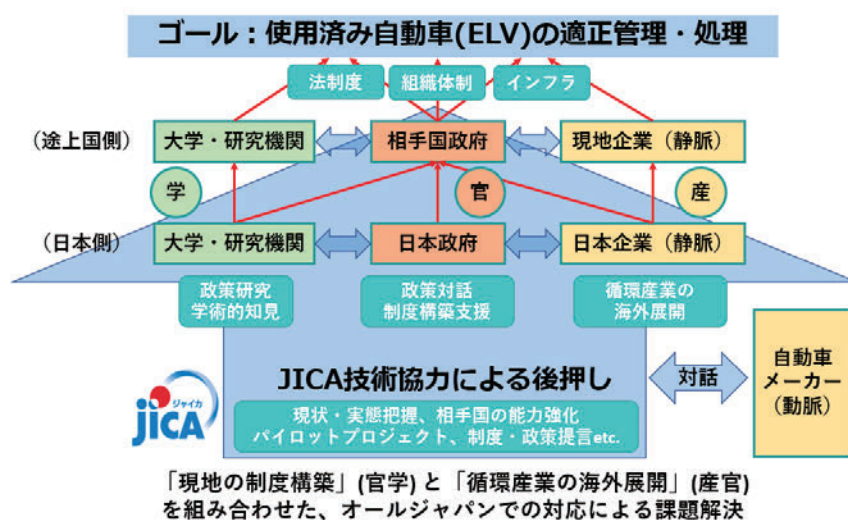 ゴール：使用済み自動車(ELV)の適正管理・処理
法制度
組織体制
インフラ
（途上国側）
大学・研究機関
相手国政府
現地企業（静脈）
学
官
産
（日本側）
大学・研究機関
日本政府
日本企業（静脈）
政策研究
学術的知見
政策対話
制度構築支援
循環産業の
海外展開
JICA技術協力による後押し
対話
自動車
メーカー
（動脈）
ジャイカ
JICA
現状・実態把握、相手国の能力強化
パイロットプロジェクト、制度・政策提言etc.
「現地の制度構築」(官学) と「循環産業の海外展開」(産官)
を組み合わせた、オールジャパンでの対応による課題解決